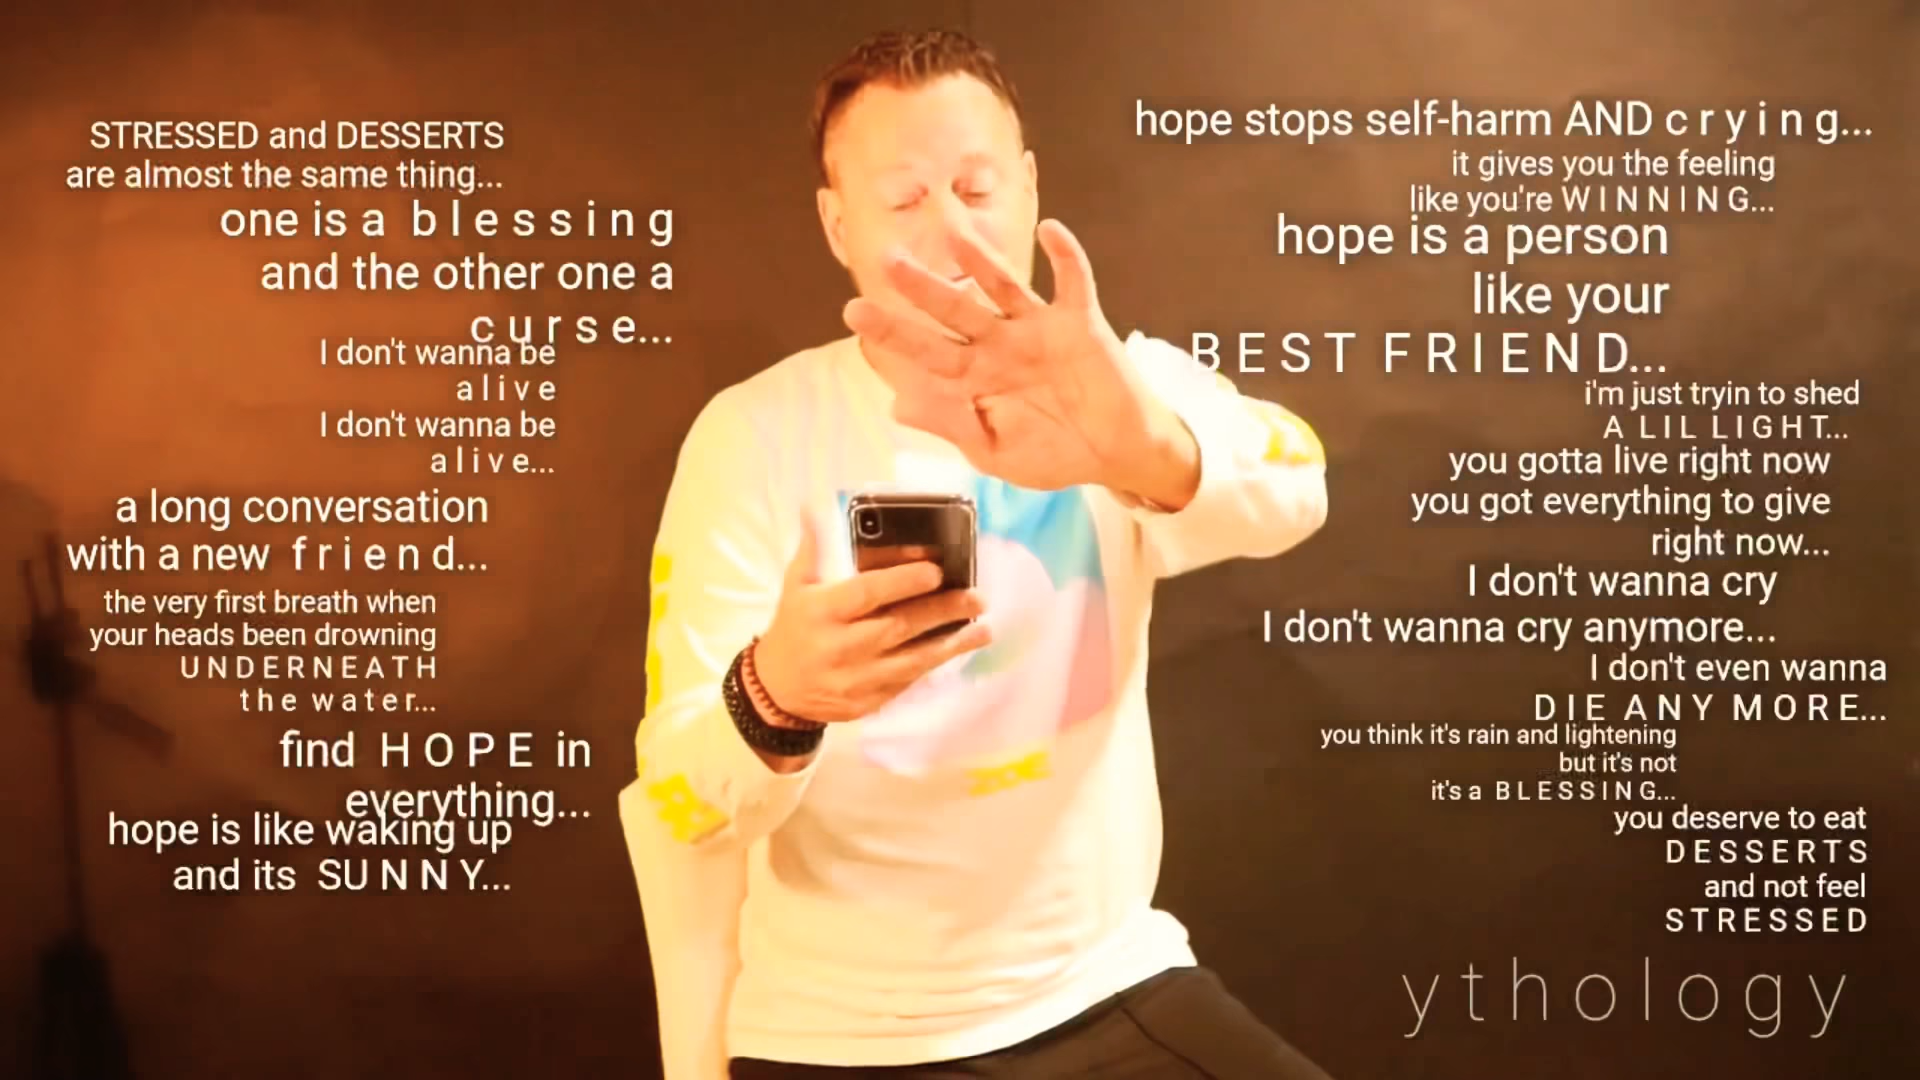 STRESSED and DESSERTS
are almost the same thing...
one is a b l e s s i n g
and the other one a
c u r s e...
I don't wanna be
a l i v e
I don't wanna be
a l i v e...
a long conversation
with a new f r i e n d...
the very first breath when
your heads been drowning
U N D E R N E A T H
t h e w a t e r...
find H O P E in
everything...
hope is like waking up
and its S U N N Y...
hope stops self-harm AND c r y i n g...
it gives you the feeling
like you're W I N N I N G...
hope is a person
like your
B E S T F R I E N D...
i'm just tryin to shed
A L I L L I G H T...
you gotta live right now
you got everything to give
right now...
I don't wanna cry
I don't wanna cry anymore...
I don't even wanna
D I E A N Y M O R E...
you think it's rain and lightening
but it's not
it's a B L E S S I N G...
you deserve to eat
D E S S E R T S
and not feel
S T R E S S E D
y t h o l o g y